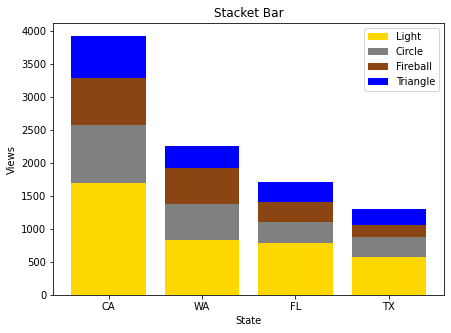 Stacket Bar
Light
Circle
Fireball
Triangle
4000
3500
3000
2500
2000
1500
1000
500
0
Views
CA WA FL TX
State